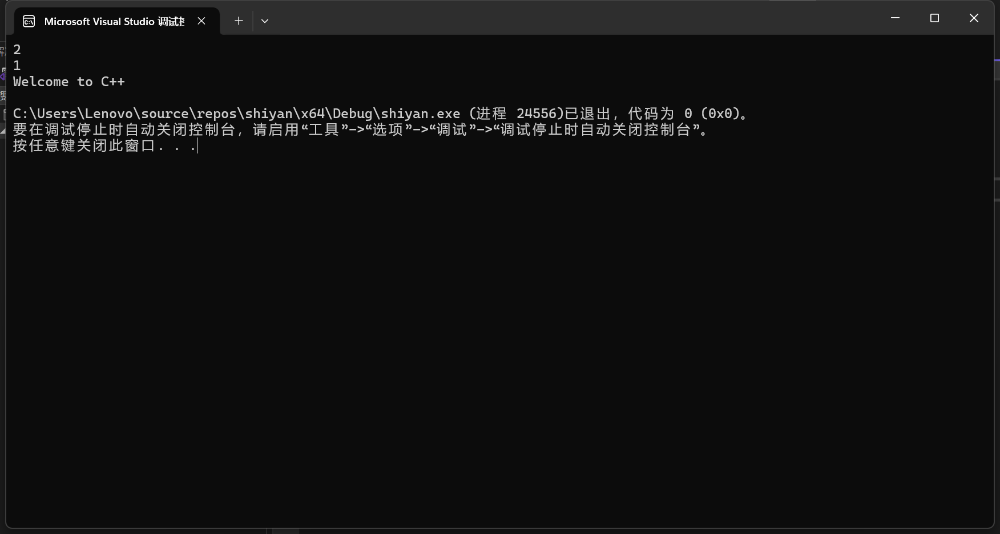 Microsoft Visual Studio 调试
2
1
Welcome to C++
C:\Users\Lenovo\source\repos\shiyan\x64\Debug\shiyan.exe (进程 24556)已退出，代码为 0 (0x0)。
要在调试停止时自动关闭控制台，请启用“工具”->“选项”->“调试”->“调试停止时自动关闭控制台”。
按任意键关闭此窗口. . .